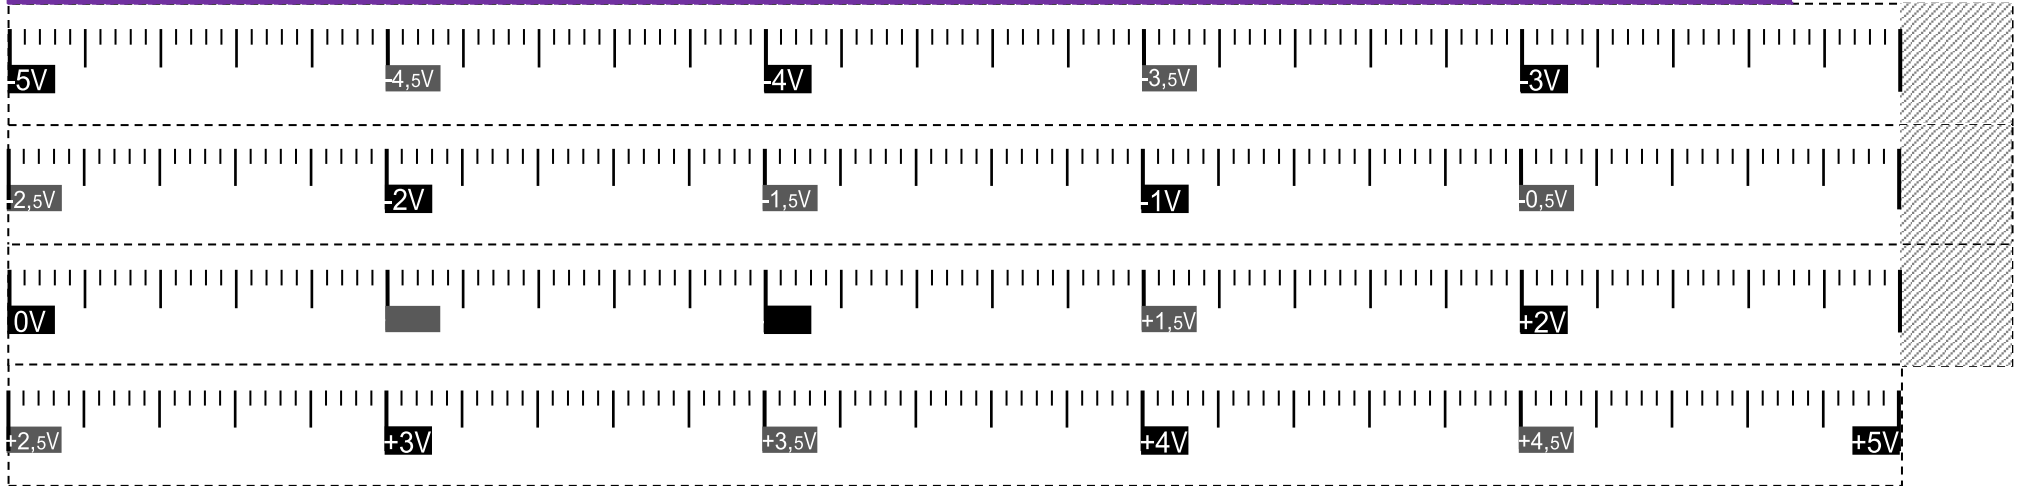 -5V -4,5V -4V -3,5V -3V
-2,5V -2V -1,5V -1V -0,5V
0V +1,5V +2V
+2,5V +3V +3,5V +4V +4,5V +5V